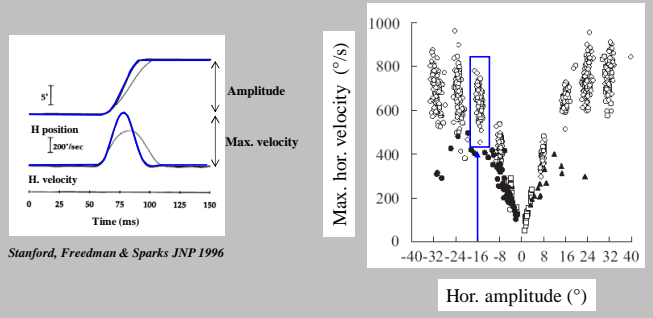 5°
Amplitude
H position
200°/sec
Max. velocity
H. velocity
0 25 50 75 100 125 150
Time (ms)
Stanford, Freedman & Sparks JNP 1996
Max. hor. velocity (°/s)
1000
800
600
400
200
0
-40 -32 -24 -16 -8 0 8 16 24 32 40
Hor. amplitude (°)